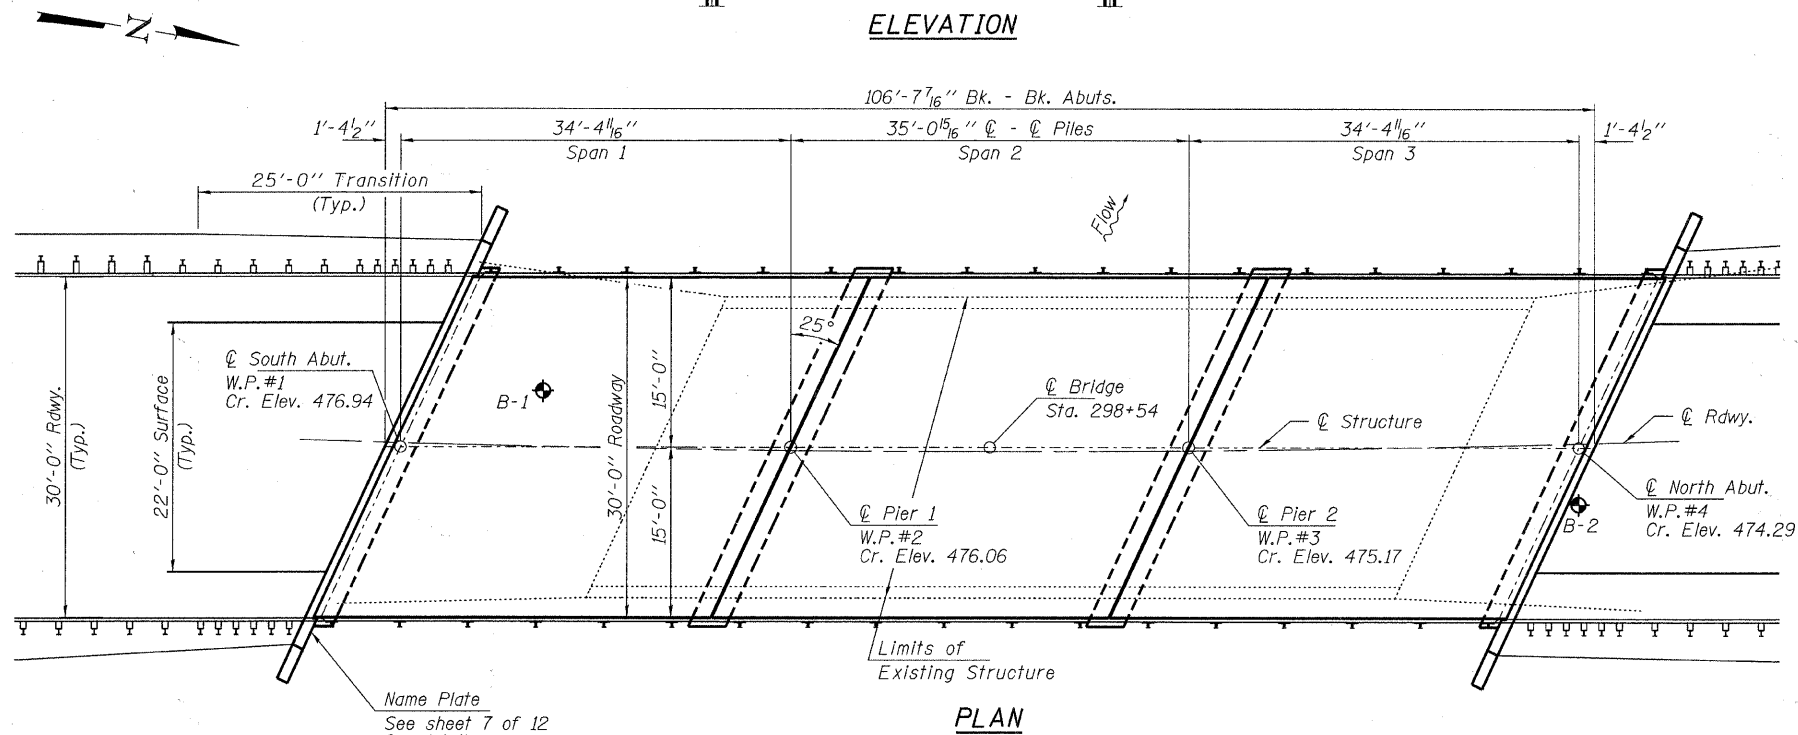 ELEVATION
N
106'-7 7/16" Bk. - Bk. Abuts.
1'-4 1/2"
34'-4 11/16"
35'-0 15/16" ℄ - ℄ Piles
34'-4 11/16"
1'-4 1/2"
Span 1
Span 2
Span 3
25'-0" Transition
(Typ.)
Flow
25°
℄ South Abut.
W.P.#1
Cr. Elev. 476.94
B-1
30'-0" Rdwy.
(Typ.)
22'-0" Surface
(Typ.)
30'-0" Roadway
15'-0"
15'-0"
℄ Bridge
Sta. 298+54
℄ Structure
℄ Rdwy.
℄ Pier 1
W.P.#2
Cr. Elev. 476.06
℄ Pier 2
W.P.#3
Cr. Elev. 475.17
℄ North Abut.
W.P.#4
Cr. Elev. 474.29
B-2
Limits of
Existing Structure
Name Plate
See sheet 7 of 12
PLAN